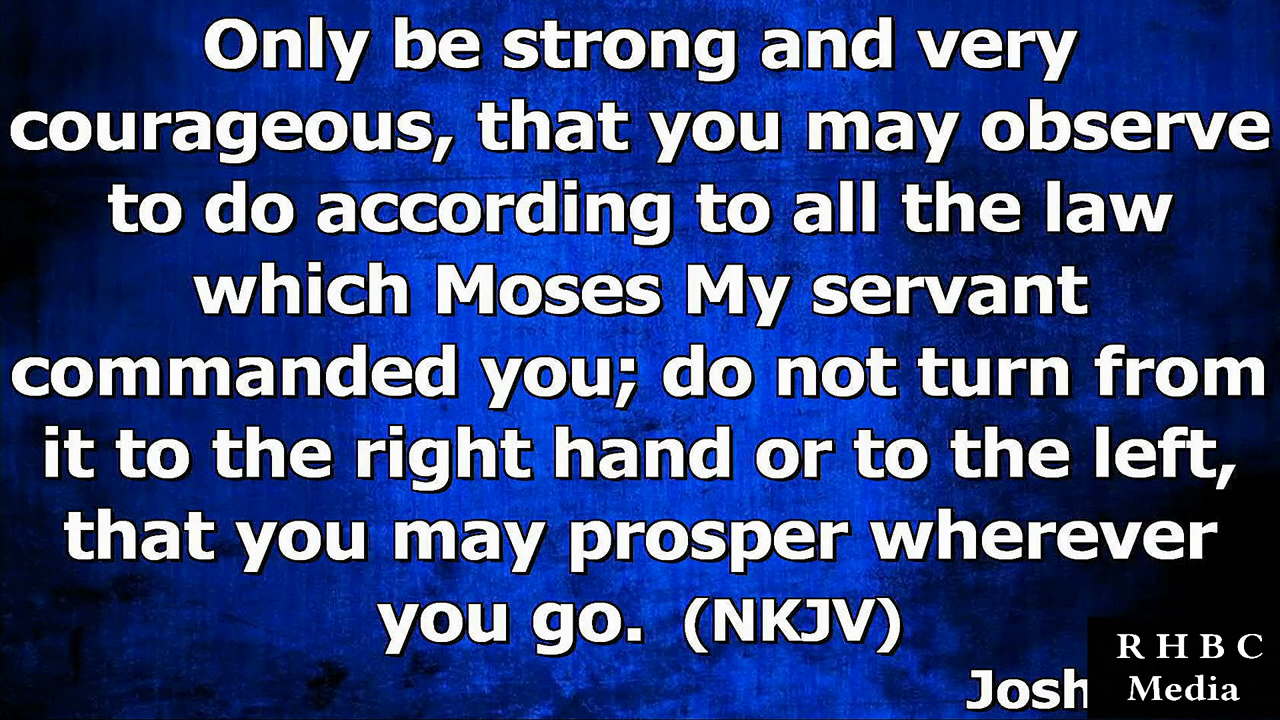 Only be strong and very
courageous, that you may observe
to do according to all the law
which Moses My servant
commanded you; do not turn from
it to the right hand or to the left,
that you may prosper wherever
you go. (NKJV)
Josh
R H B C
Media